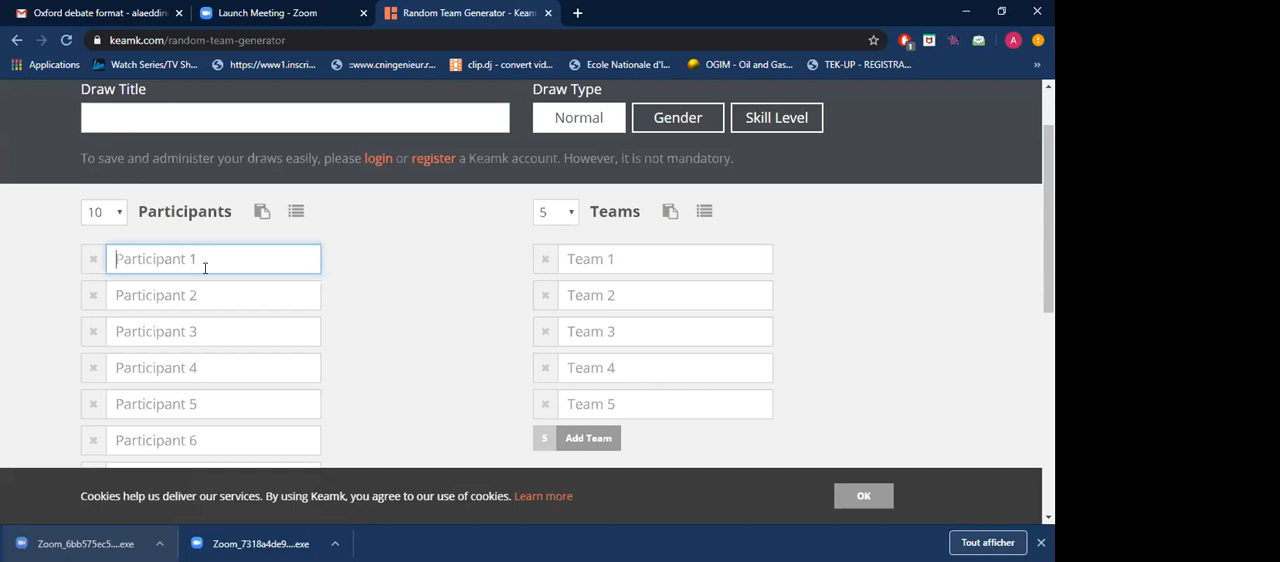 Oxford debate format - alaeddin
Launch Meeting - Zoom
Random Team Generator - Keam
keamk.com/random-team-generator
1
A
Applications
Watch Series/TV Sh...
https://www1.inscri...
::www.cningenieur.r...
clip.dj - convert vid...
Ecole Nationale d'I...
OGIM - Oil and Gas...
TEK-UP - REGISTRA...
»
Draw Title
Draw Type
Normal
Gender
Skill Level
To save and administer your draws easily, please login or register a Keamk account. However, it is not mandatory.
10
Participants
5
Teams
Participant 1
Team 1
Participant 2
Team 2
Participant 3
Team 3
Participant 4
Team 4
Participant 5
Team 5
Participant 6
5 Add Team
Cookies help us deliver our services. By using Keamk, you agree to our use of cookies. Learn more
OK
Zoom_6bb575ec5....exe
Zoom_7318a4de9....exe
Tout afficher